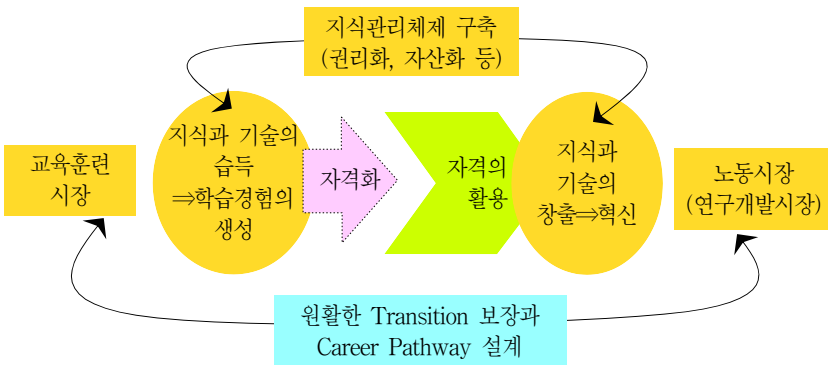 지식관리체제 구축
(권리화, 자산화 등)
교육훈련
시장
지식과 기술의
습득
⇒학습경험의
생성
자격화
자격의
활용
지식과
기술의
창출⇒혁신
노동시장
(연구개발시장)
원활한 Transition 보장과
Career Pathway 설계